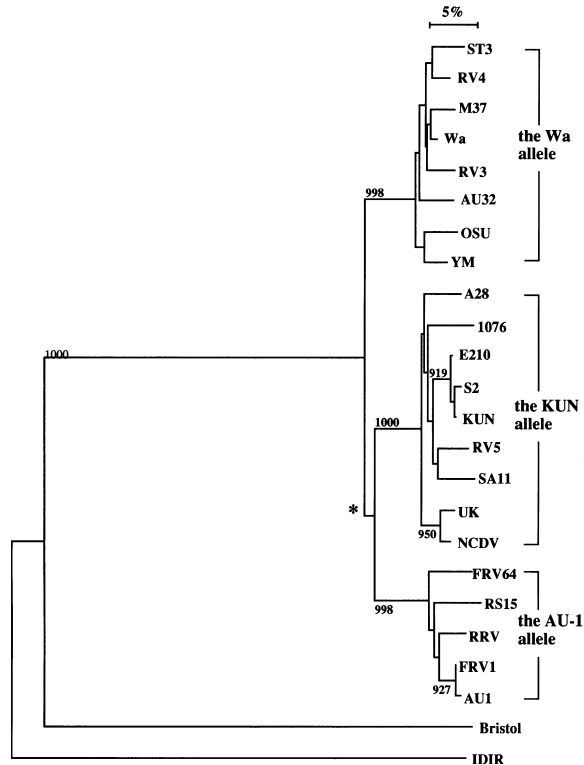 5%
ST3
RV4
M37
the Wa
allele
Wa
RV3
998
AU32
OSU
YM
A28
1076
1000
E210
919
S2
the KUN
allele
KUN
1000
RV5
SA11
*
UK
950
NCDV
FRV64
998
RS15
the AU-1
allele
RRV
FRV1
927
AU1
Bristol
IDIR